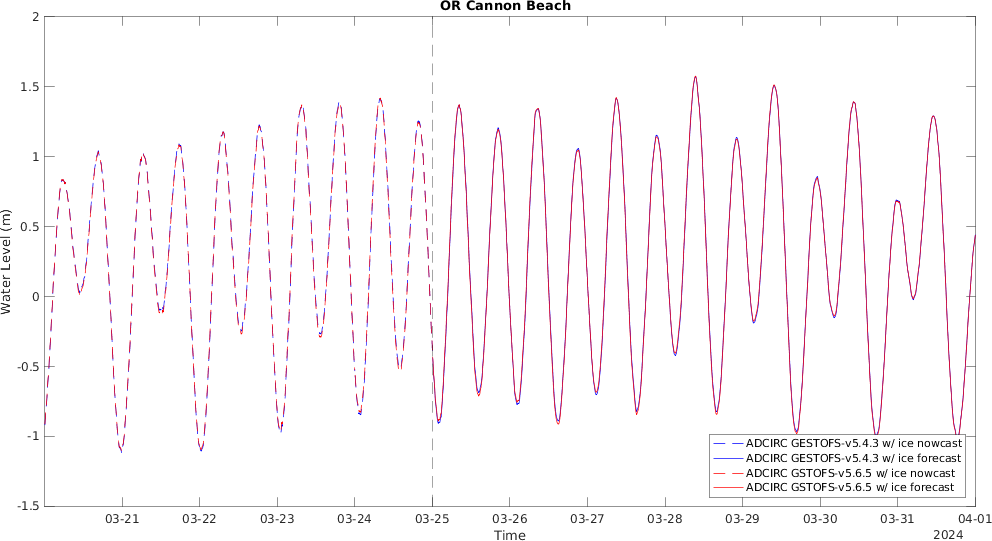 OR Cannon Beach
2
1.5
1
0.5
0
-0.5
-1
-1.5
Water Level (m)
ADCIRC GESTOFS-v5.4.3 w/ ice nowcast
ADCIRC GESTOFS-v5.4.3 w/ ice forecast
ADCIRC GSTOFS-v5.6.5 w/ ice nowcast
ADCIRC GSTOFS-v5.6.5 w/ ice forecast
03-21 03-22 03-23 03-24 03-25 03-26 03-27 03-28 03-29 03-30 03-31 04-01
Time
2024